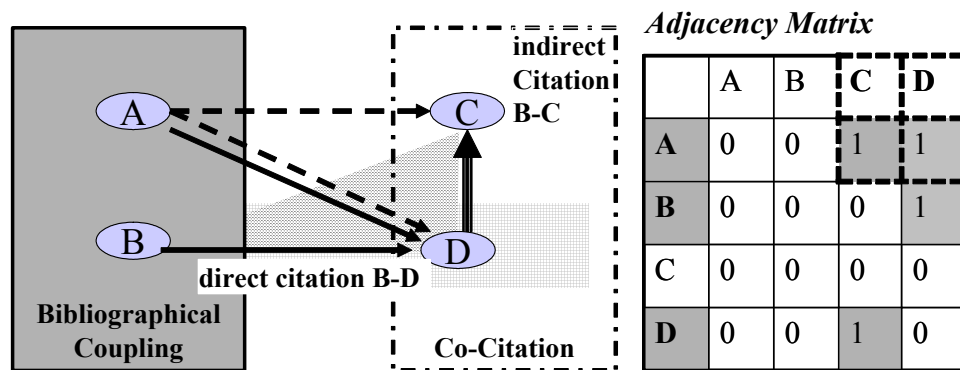 indirect
Citation
B-C
A
C
B
D
direct citation B-D
Bibliographical
Coupling
Co-Citation
Adjacency Matrix
A B C D
A 0 0 1 1
B 0 0 0 1
C 0 0 0 0
D 0 0 1 0